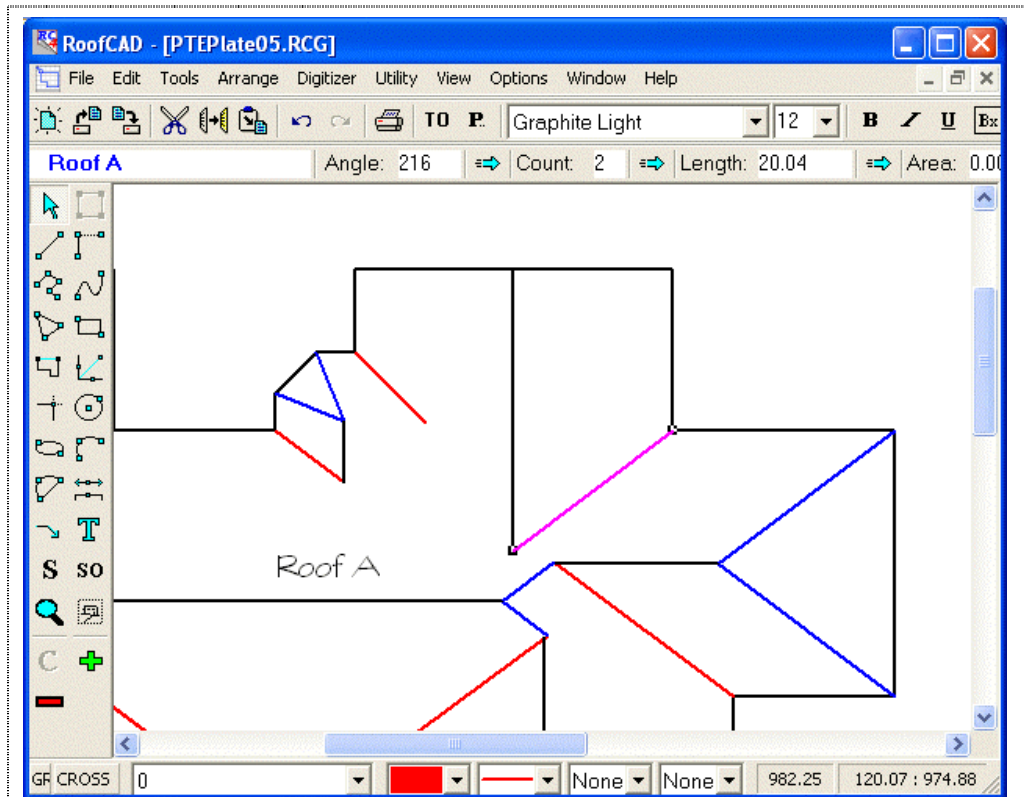 RoofCAD - [PTEPlate05.RCG]
File Edit Tools Arrange Digitizer Utility View Options Window Help
TO P. Graphite Light 12 B I U Bx
Roof A Angle: 216 Count: 2 Length: 20.04 Area: 0.00
T
S SO
C
Roof A
GR CROSS 0 None None 982.25 120.07 : 974.88